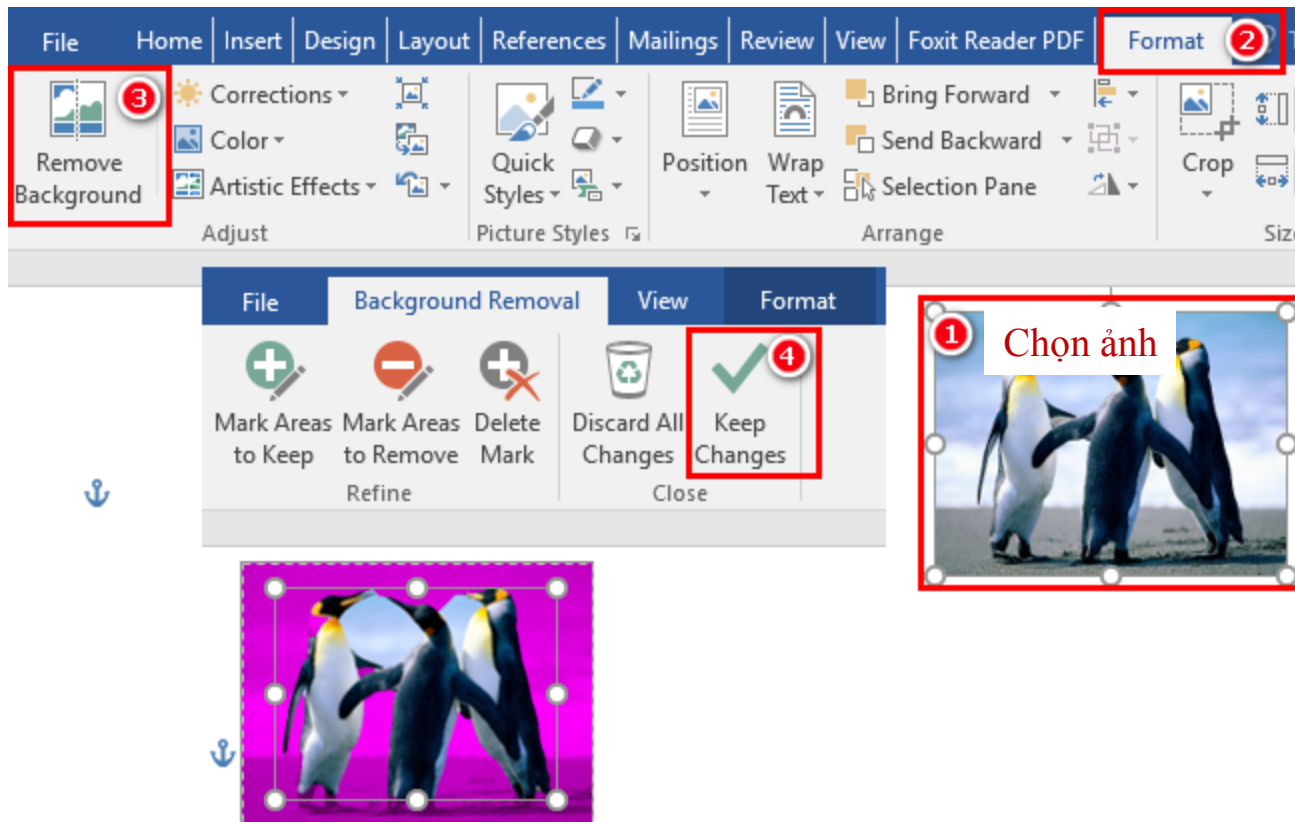 File Home Insert Design Layout References Mailings Review View Foxit Reader PDF Format 2
3
Remove
Background
Corrections
Color
Artistic Effects
Adjust
Quick
Styles
Picture Styles
Position
Wrap
Text
Bring Forward
Send Backward
Selection Pane
Arrange
Crop
File Background Removal View Format
Mark Areas
to Keep
Mark Areas
to Remove
Delete
Mark
Refine
Discard All
Changes
4
Keep
Changes
Close
1
Chọn ảnh